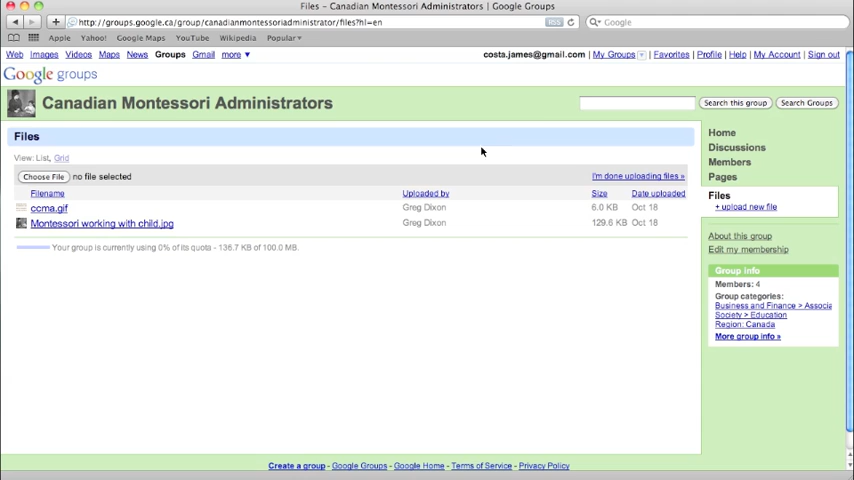 Files - Canadian Montessori Administrators | Google Groups
http://groups.google.ca/group/canadianmontessoriadministrator/files?hl=en RSS Google
Apple Yahoo! Google Maps YouTube Wikipedia Popular
Web Images Videos Maps News Groups Gmail more costa.james@gmail.com | My Groups | Favorites | Profile | Help | My Account | Sign out
Google groups
Canadian Montessori Administrators Search this group Search Groups
Files
View: List, Grid
Choose File no file selected I'm done uploading files »
Filename Uploaded by Size Date uploaded
ccma.gif Greg Dixon 6.0 KB Oct 18
Montessori working with child.jpg Greg Dixon 129.6 KB Oct 18
Your group is currently using 0% of its quota - 136.7 KB of 100.0 MB.
Home
Discussions
Members
Pages
Files
+ upload new file
About this group
Edit my membership
Group info
Members: 4
Group categories:
Business and Finance > Associa
Society > Education
Region: Canada
More group info »
Create a group - Google Groups - Google Home - Terms of Service - Privacy Policy